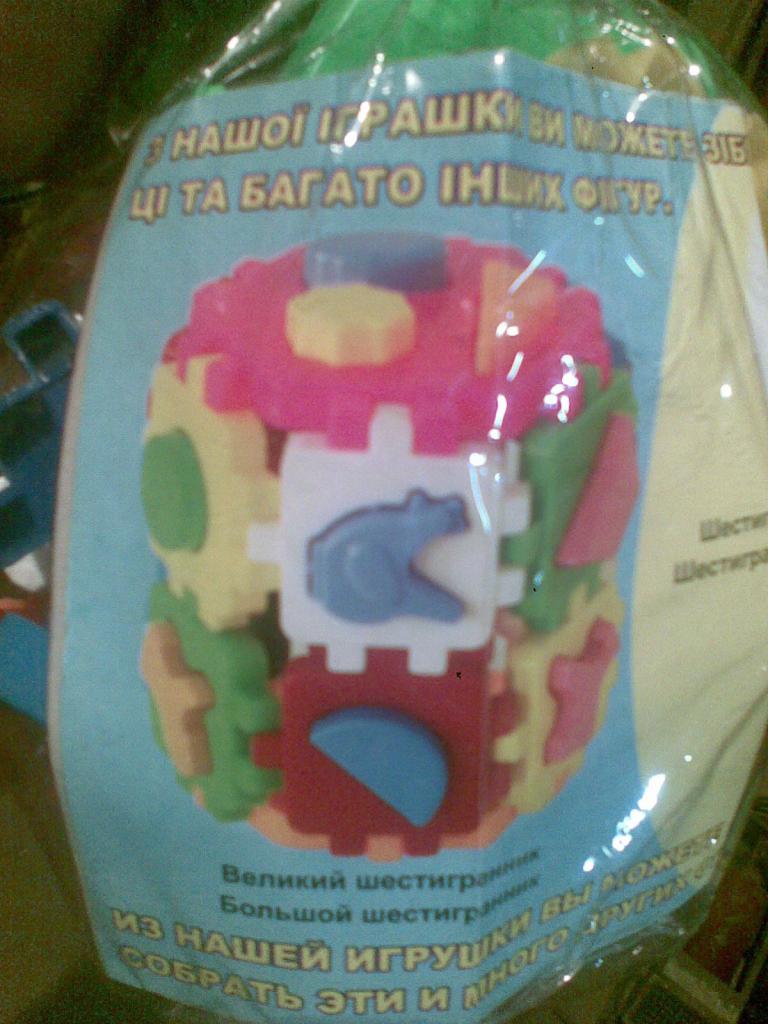 З НАШОЇ ІГРАШКИ ВИ МОЖЕТЕ ЗІБ
ЦІ ТА БАГАТО ІНШИХ ФІГУР.
Шестиг
Шестигра
Великий шестигранник
Большой шестигранник
ИЗ НАШЕЙ ИГРУШКИ ВЫ МОЖЕТЕ
СОБРАТЬ ЭТИ И МНОГО ДРУГИХ